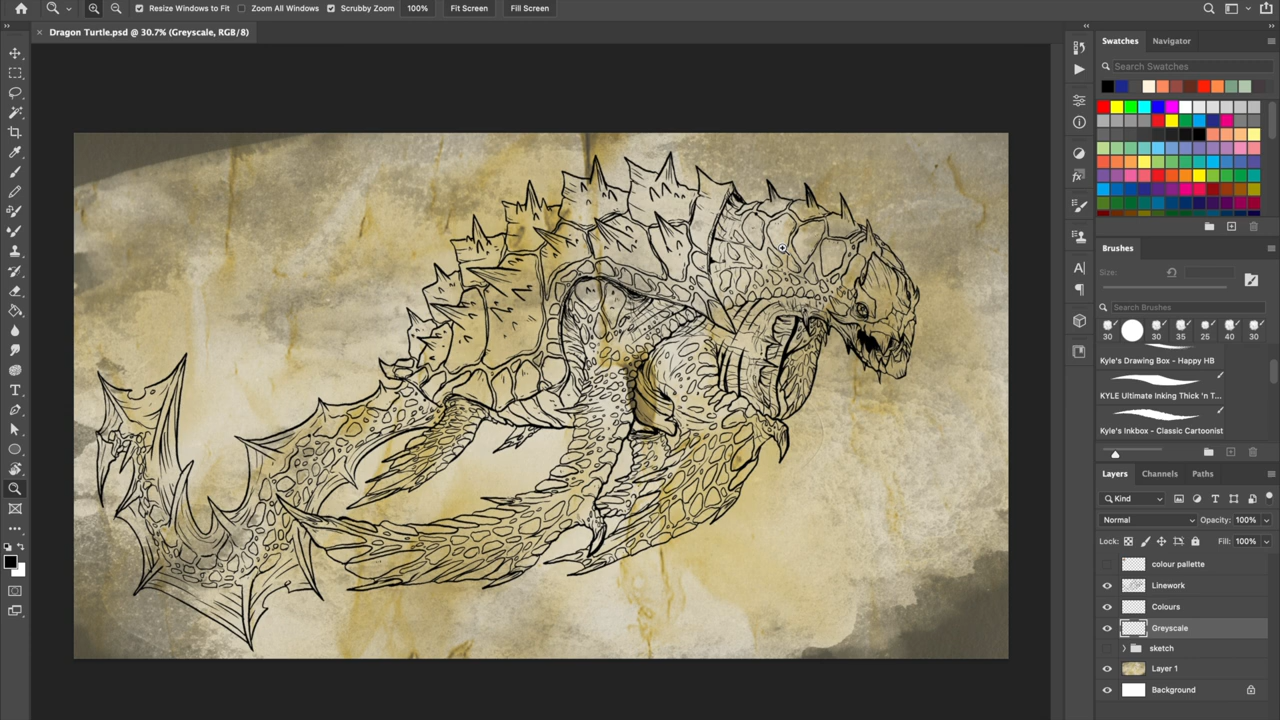 Resize Windows to Fit
Zoom All Windows
Scrubby Zoom
100%
Fit Screen
Fill Screen
× Dragon Turtle.psd @ 30.7% (Greyscale, RGB/8)
Swatches
Navigator
Search Swatches
Brushes
Size:
Search Brushes
30
30
35
25
40
30
Kyle's Drawing Box - Happy HB
KYLE Ultimate Inking Thick 'n T...
Kyle's Inkbox - Classic Cartoonist
Layers
Channels
Paths
Kind
Normal
Opacity: 100%
Lock:
Fill: 100%
colour pallette
Linework
Colours
Greyscale
sketch
Layer 1
Background